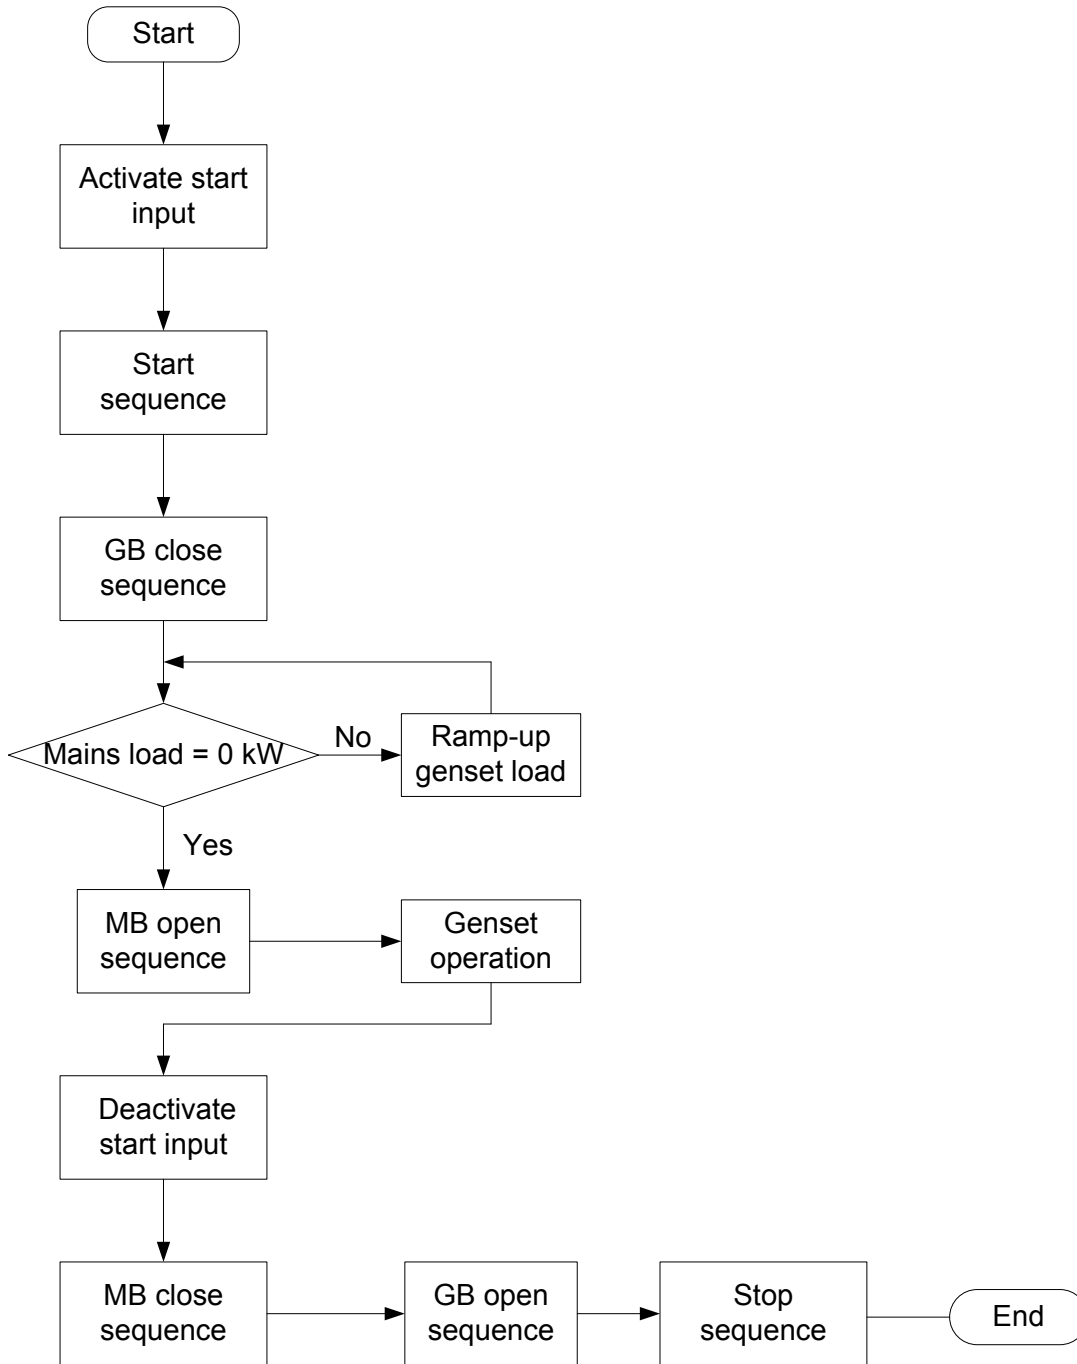 Start
Activate start
input
Start
sequence
GB close
sequence
Mains load = 0 kW
No
Ramp-up
genset load
Yes
MB open
sequence
Genset
operation
Deactivate
start input
MB close
sequence
GB open
sequence
Stop
sequence
End